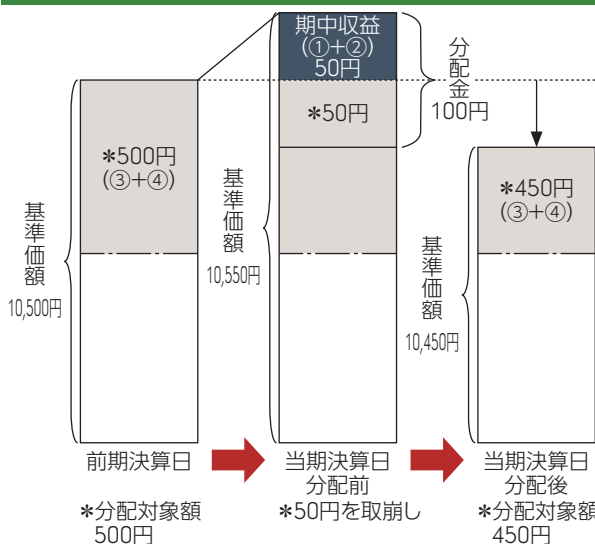 期中収益
(①+②)
50円
分配金
100円
*50円
*500円
(③+④)
*450円
(③+④)
基準価額
10,500円
基準価額
10,550円
基準価額
10,450円
前期決算日
当期決算日
分配前
当期決算日
分配後
*分配対象額
500円
*50円を取崩し
*分配対象額
450円